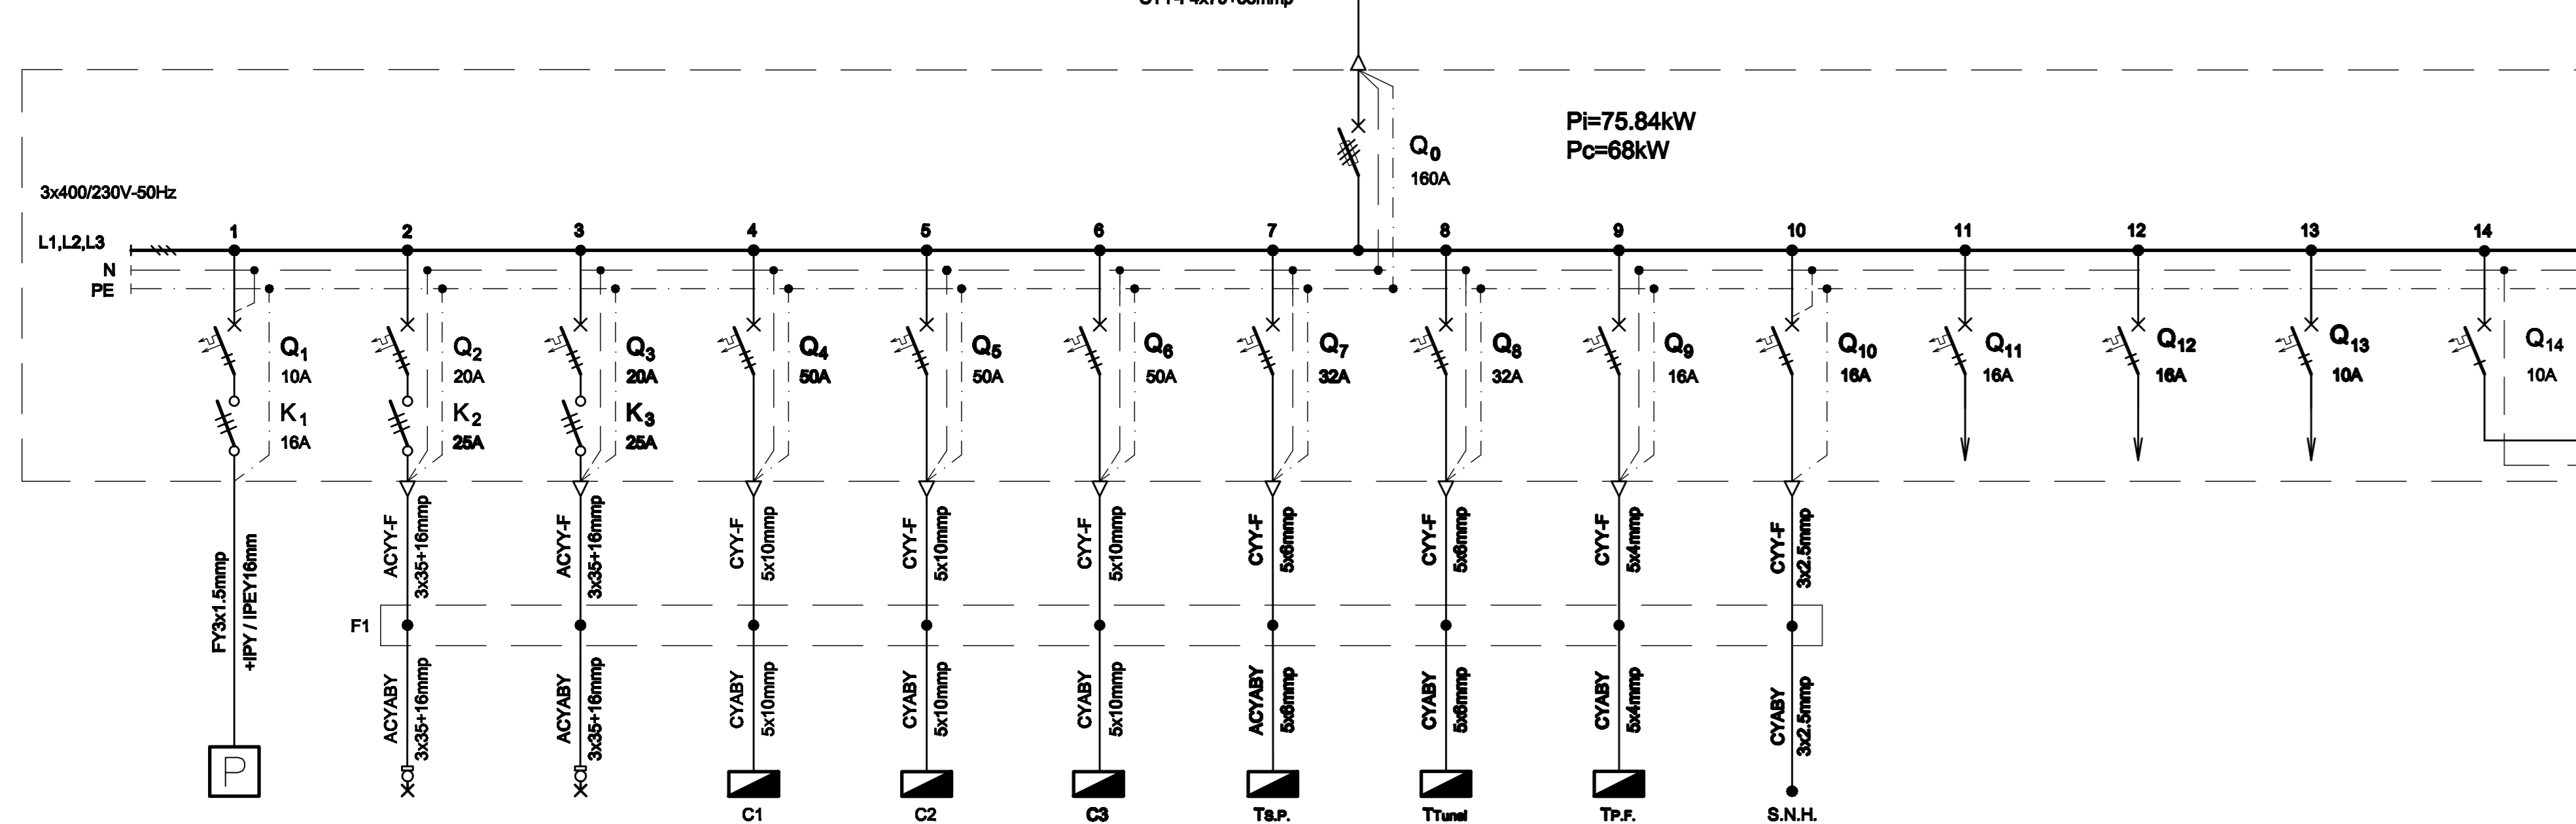 Pi=75.84kW
Pc=68kW
Q0
160A
3x400/230V-50Hz
L1,L2,L3
N
PE
1 2 3 4 5 6 7 8 9 10 11 12 13 14
Q1 Q2 Q3 Q4 Q5 Q6 Q7 Q8 Q9 Q10 Q11 Q12 Q13 Q14
10A 20A 20A 50A 50A 50A 32A 32A 16A 16A 16A 16A 10A 10A
K1 K2 K3
16A 25A 25A
FY3x1.5mmp
+IPY / IPEY16mm
ACYY-F
3x35+16mmp
ACYY-F
3x35+16mmp
CYY-F
5x10mmp
CYY-F
5x10mmp
CYY-F
5x10mmp
CYY-F
5x6mmp
CYY-F
5x6mmp
CYY-F
5x4mmp
CYY-F
3x2.5mmp
F1
ACYABY
3x35+16mmp
ACYABY
3x35+16mmp
CYABY
5x10mmp
CYABY
5x10mmp
CYABY
5x10mmp
ACYABY
5x6mmp
CYABY
5x6mmp
CYABY
5x4mmp
CYABY
3x2.5mmp
P
C1 C2 C3 TS.P. TTunel TP.F. S.N.H.